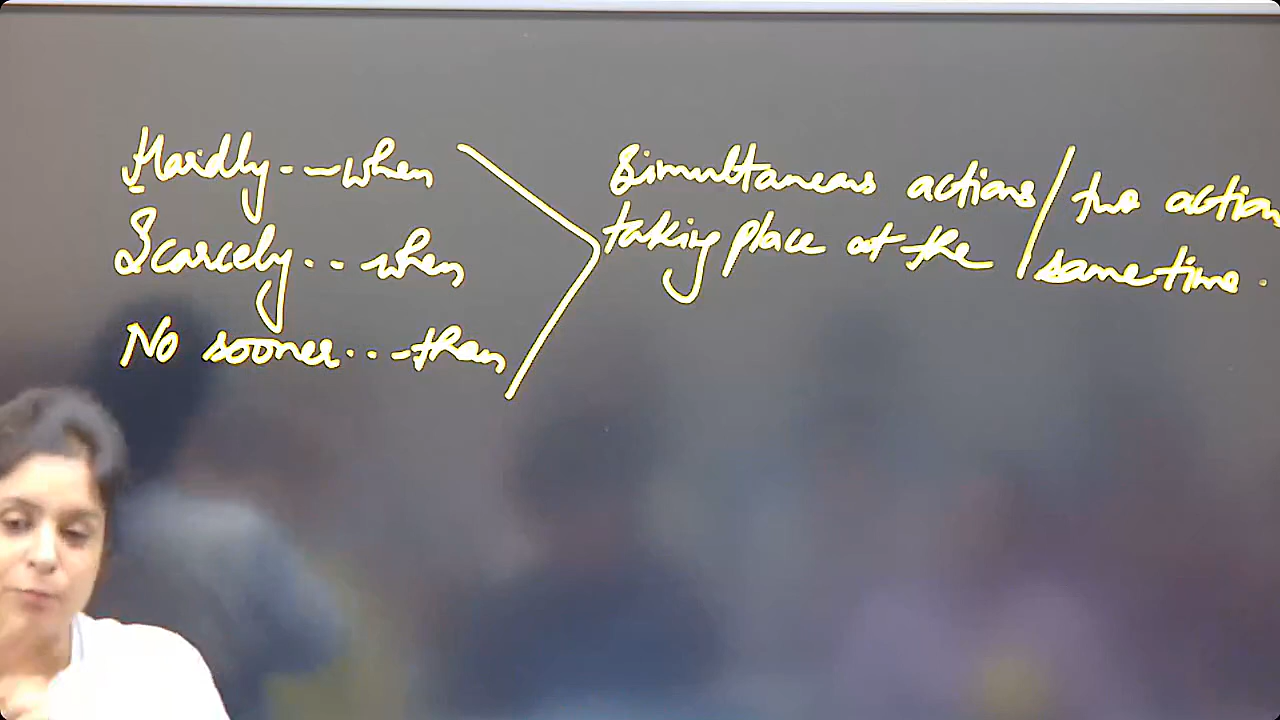 Hardly - - when
Scarcely - - when
No sooner - - - than
Simultaneous actions / two action
taking place at the same time.